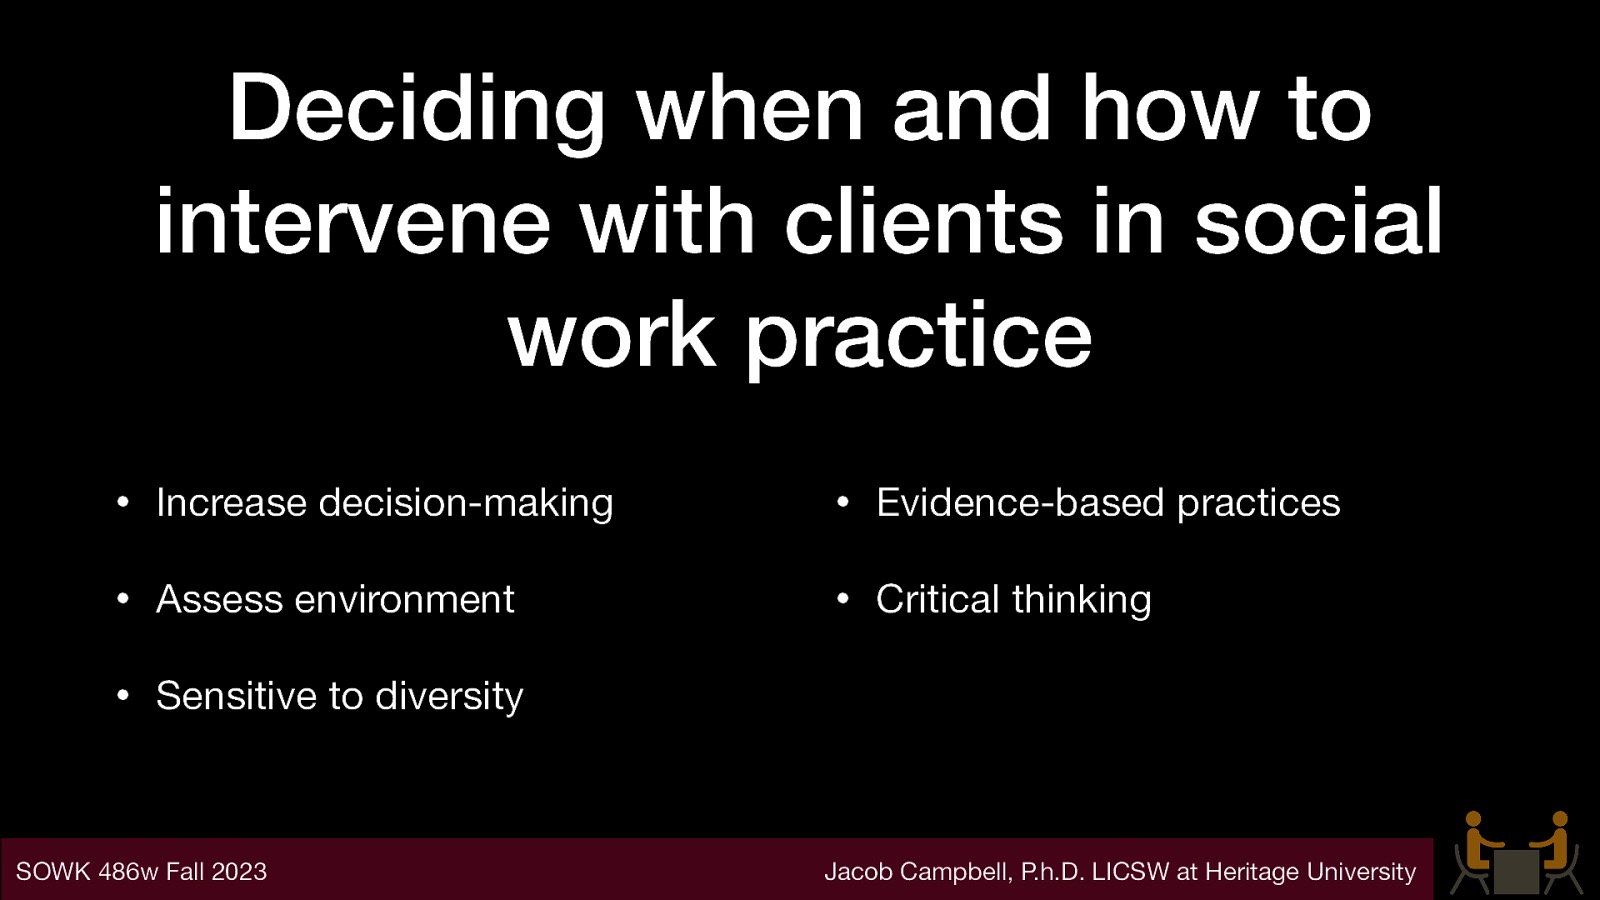 Deciding when and how to
intervene with clients in social
work practice
• Increase decision-making
• Assess environment
• Sensitive to diversity
• Evidence-based practices
• Critical thinking
SOWK 486w Fall 2023
Jacob Campbell, P.h.D. LICSW at Heritage University